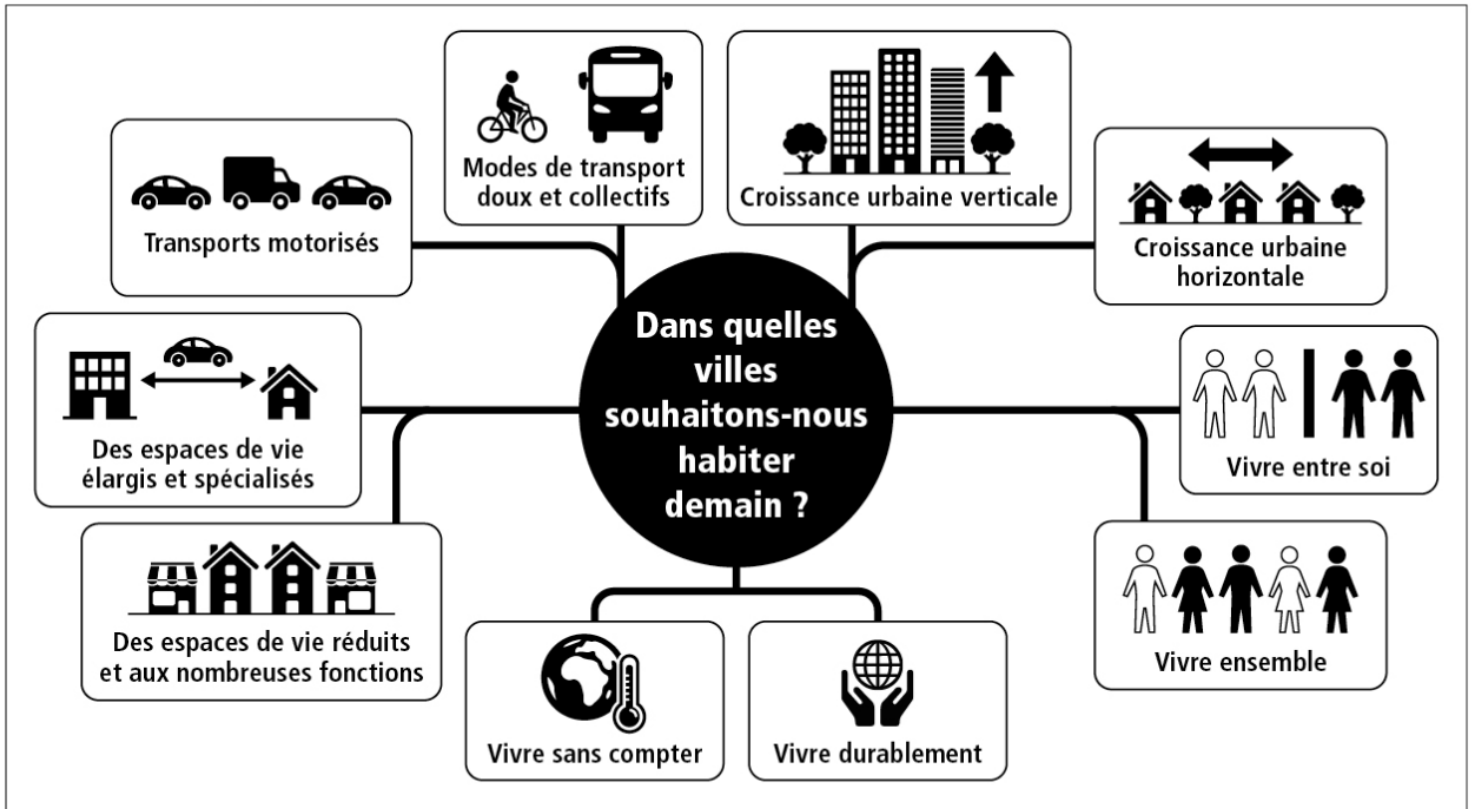 Modes de transport
doux et collectifs
Croissance urbaine verticale
Transports motorisés
Croissance urbaine
horizontale
Dans quelles
villes
souhaitons-nous
habiter
demain ?
Des espaces de vie
élargis et spécialisés
Vivre entre soi
Des espaces de vie réduits
et aux nombreuses fonctions
Vivre ensemble
Vivre sans compter
Vivre durablement